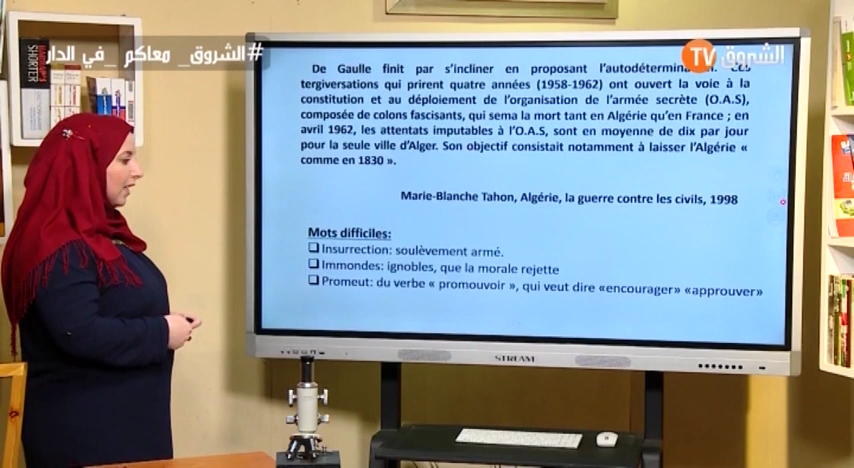 #الشروق_ معاكم _في الدار
الشروق TV
De Gaulle finit par s'incliner en proposant
tergiversations qui prirent quatre années (1958-1962) ont ouvert la voie à la
constitution et au déploiement de l'organisation de l'armée secrète (O.A.S),
composée de colons fascisants, qui sema la mort tant en Algérie qu'en France ; en
avril 1962, les attentats imputables à l'O.A.S, sont en moyenne de dix par jour
pour la seule ville d'Alger. Son objectif consistait notamment à laisser l'Algérie «
comme en 1830 ».
Marie-Blanche Tahon, Algérie, la guerre contre les civils, 1998
Mots difficiles:
Insurrection: soulèvement armé.
Immondes: ignobles, que la morale rejette
Promeut: du verbe « promouvoir », qui veut dire «encourager» «approuver»
STREAM
SHORTER